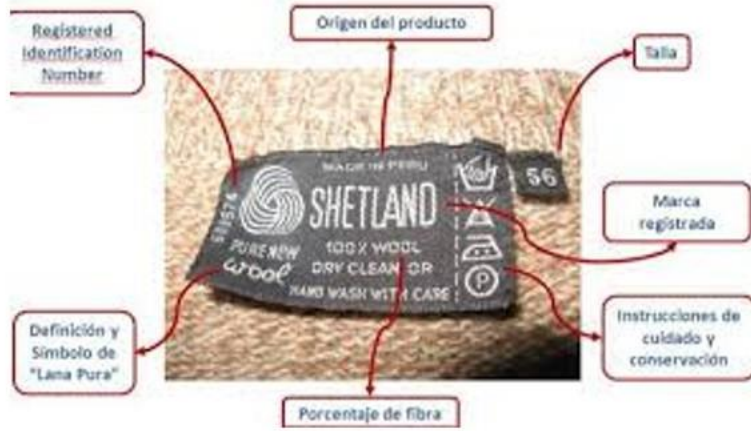 Registered
Identification
Number
Origen del producto
Talla
MADE IN PERU
56
SHETLAND
PURE NEW
wool
100% WOOL
DRY CLEAN OR
HAND WASH WITH CARE
P
Marca
registrada
Definición y
Símbolo de
"Lana Pura"
Instrucciones de
cuidado y
conservación
Porcentaje de fibra